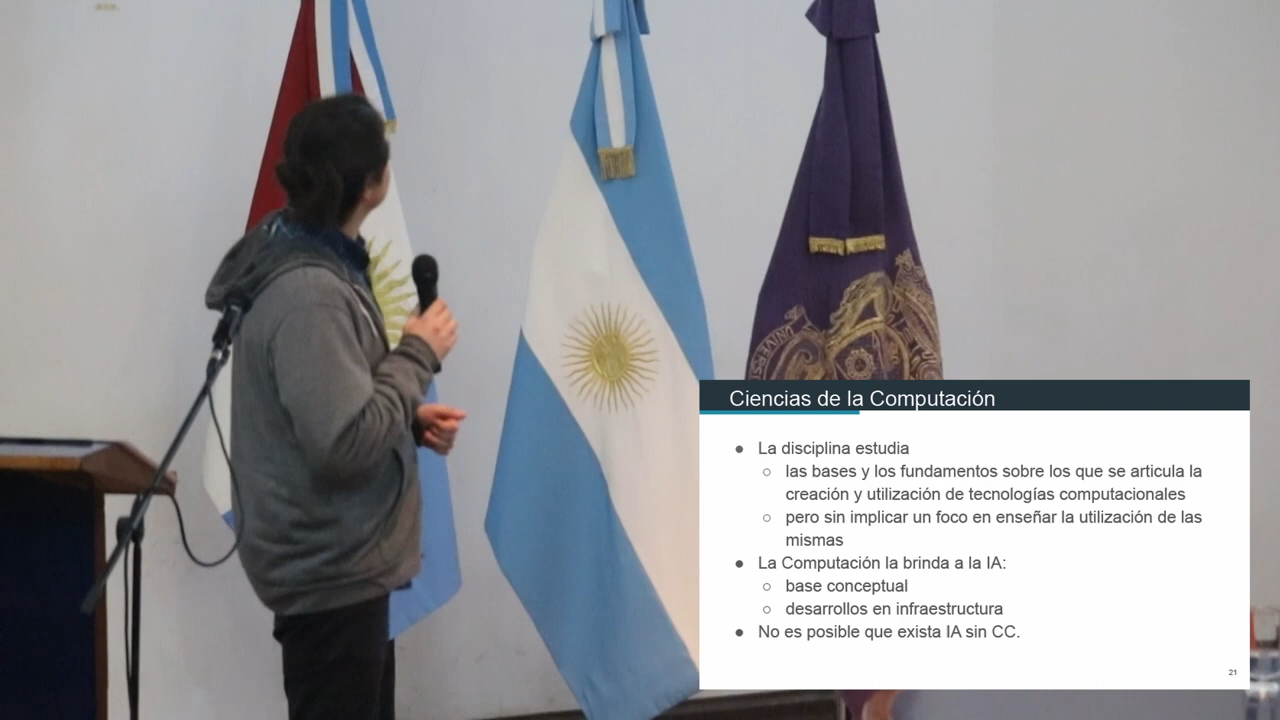 UNIVERSI
Ciencias de la Computación
● La disciplina estudia
○ las bases y los fundamentos sobre los que se articula la
creación y utilización de tecnologías computacionales
○ pero sin implicar un foco en enseñar la utilización de las
mismas
● La Computación la brinda a la IA:
○ base conceptual
○ desarrollos en infraestructura
● No es posible que exista IA sin CC.
21